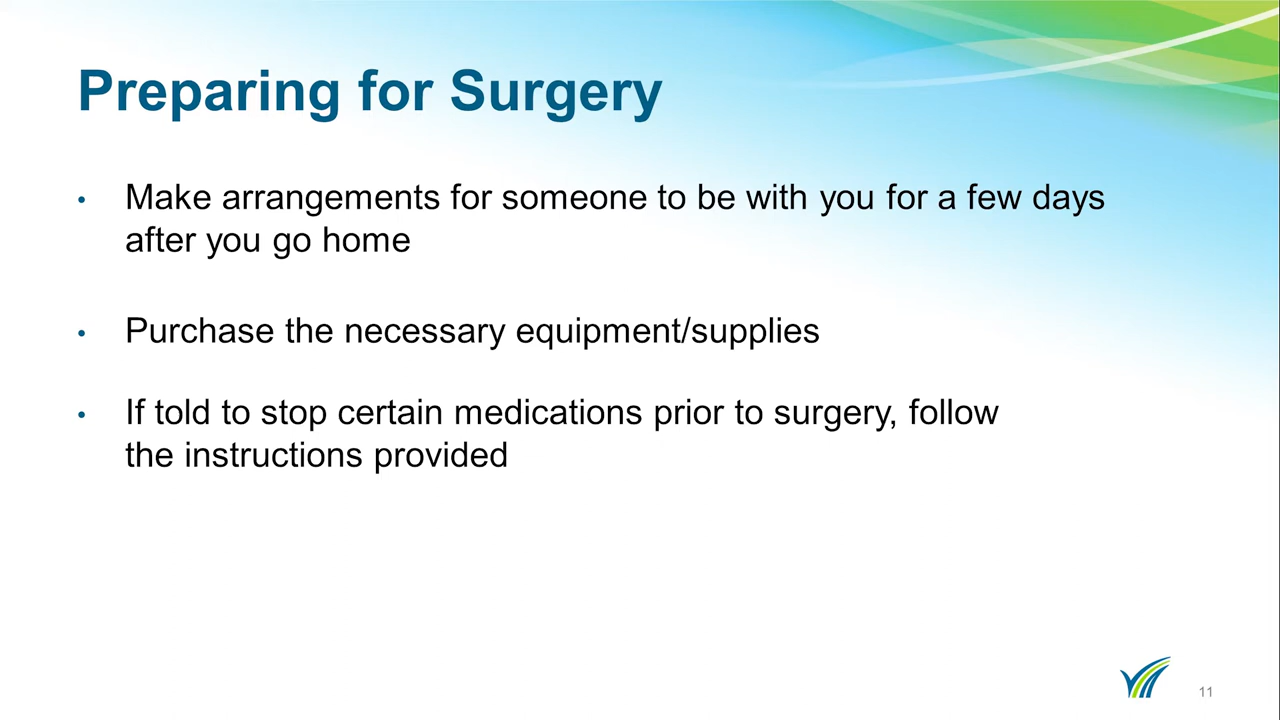 Preparing for Surgery
• Make arrangements for someone to be with you for a few days
after you go home
• Purchase the necessary equipment/supplies
• If told to stop certain medications prior to surgery, follow
the instructions provided
11